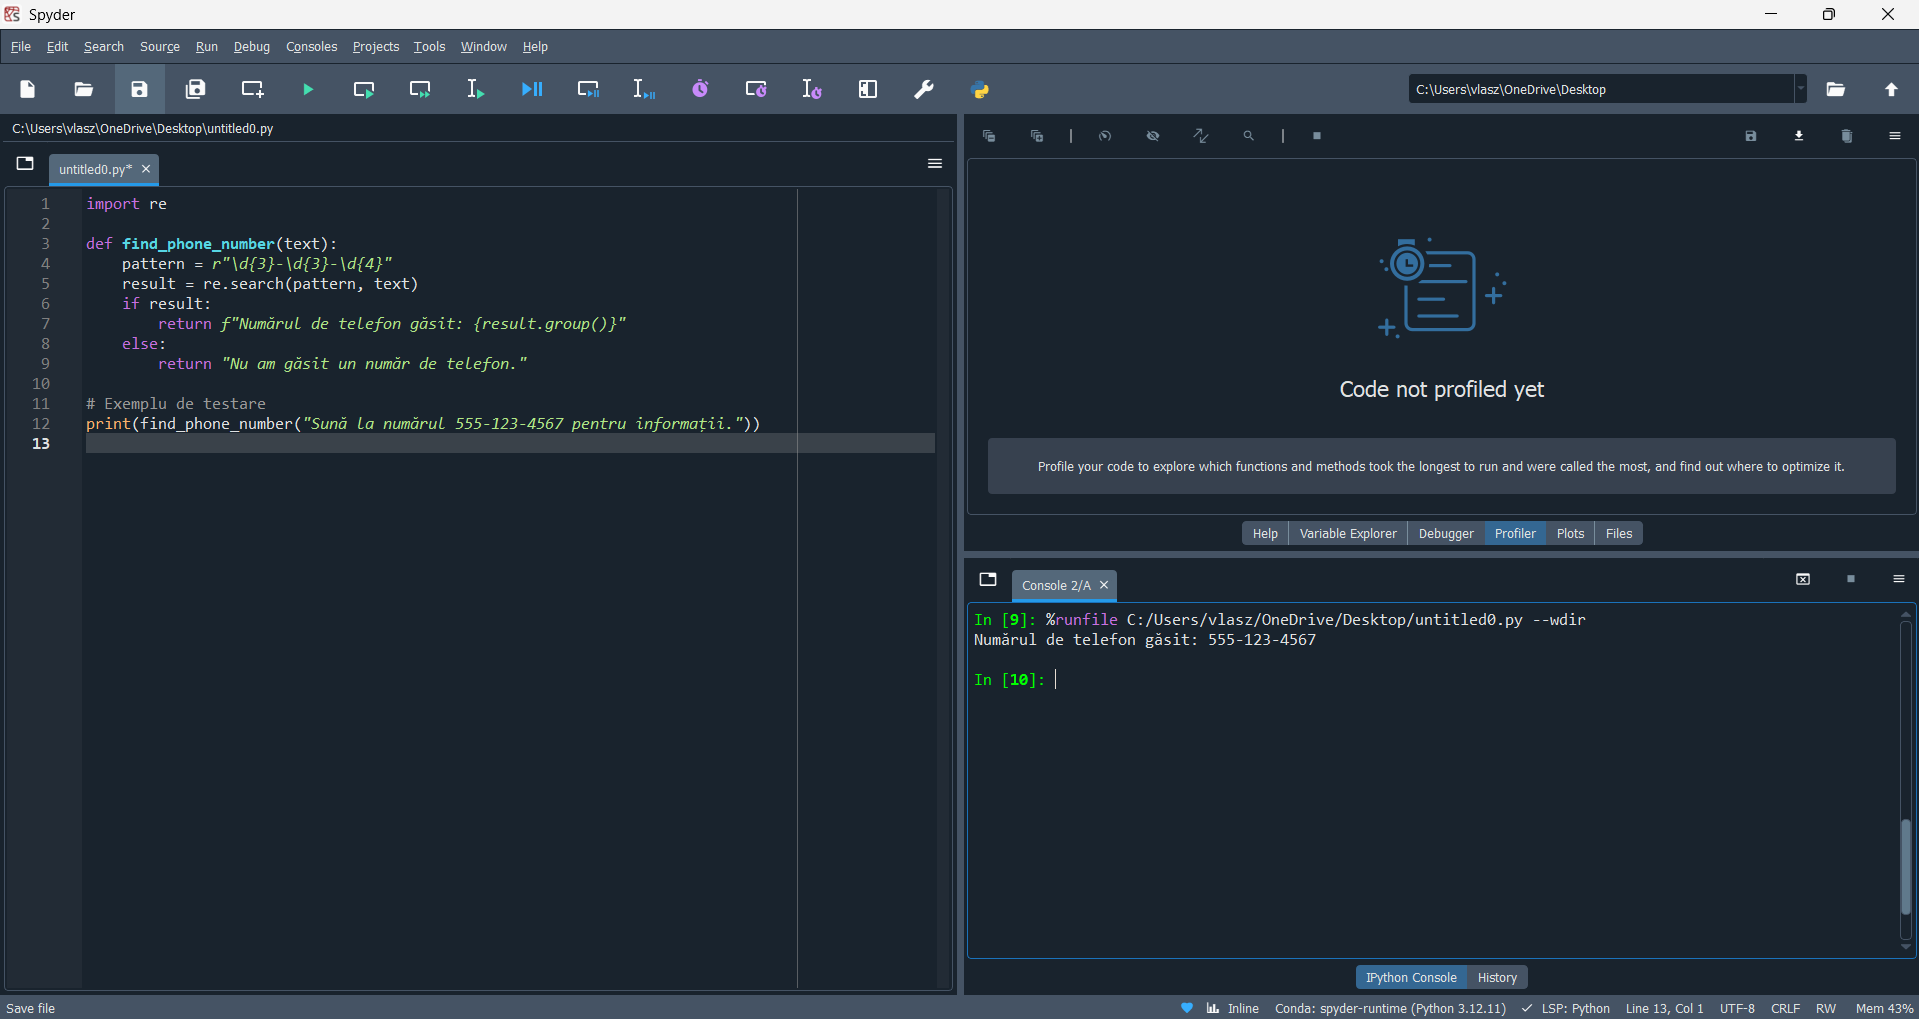 Spyder
File Edit Search Source Run Debug Consoles Projects Tools Window Help
C:\Users\vlasz\OneDrive\Desktop
C:\Users\vlasz\OneDrive\Desktop\untitled0.py
untitled0.py*
1 import re
2
3 def find_phone_number(text):
4     pattern = r"\d{3}-\d{3}-\d{4}"
5     result = re.search(pattern, text)
6     if result:
7         return f"Numărul de telefon găsit: {result.group()}"
8     else:
9         return "Nu am găsit un număr de telefon."
10
11 # Exemplu de testare
12 print(find_phone_number("Sună la numărul 555-123-4567 pentru informații."))
13
Code not profiled yet
Profile your code to explore which functions and methods took the longest to run and were called the most, and find out where to optimize it.
Help Variable Explorer Debugger Profiler Plots Files
Console 2/A
In [9]: %runfile C:/Users/vlasz/OneDrive/Desktop/untitled0.py --wdir
Numărul de telefon găsit: 555-123-4567
In [10]:
IPython Console History
Save file
Inline Conda: spyder-runtime (Python 3.12.11) LSP: Python Line 13, Col 1 UTF-8 CRLF RW Mem 43%